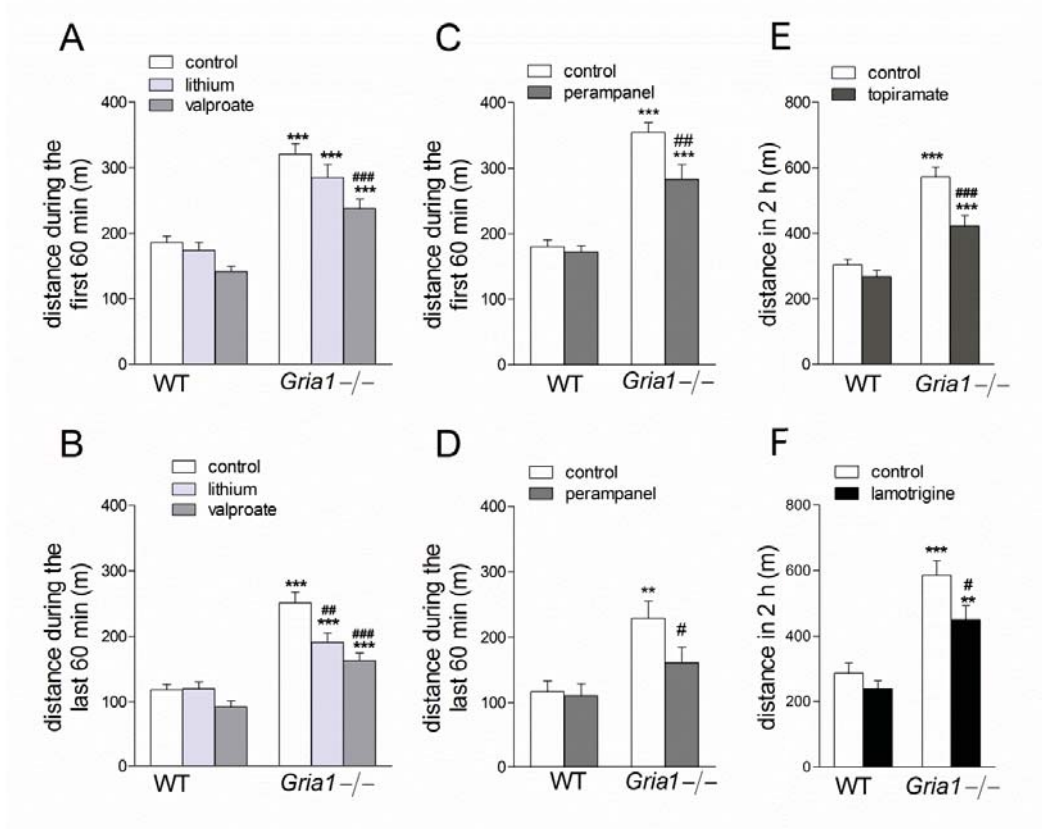 A
control
lithium
valproate
distance during the
first 60 min (m)
400
300
200
100
0
***
***
###
***
WT
Gria1 –/–
C
control
perampanel
distance during the
first 60 min (m)
400
300
200
100
0
***
##
***
WT
Gria1 –/–
E
control
topiramate
distance in 2 h (m)
800
600
400
200
0
***
###
***
WT
Gria1 –/–
B
control
lithium
valproate
distance during the
last 60 min (m)
400
300
200
100
0
***
##
***
###
***
WT
Gria1 –/–
D
control
perampanel
distance during the
last 60 min (m)
400
300
200
100
0
**
#
WT
Gria1 –/–
F
control
lamotrigine
distance in 2 h (m)
800
600
400
200
0
***
#
**
WT
Gria1 –/–